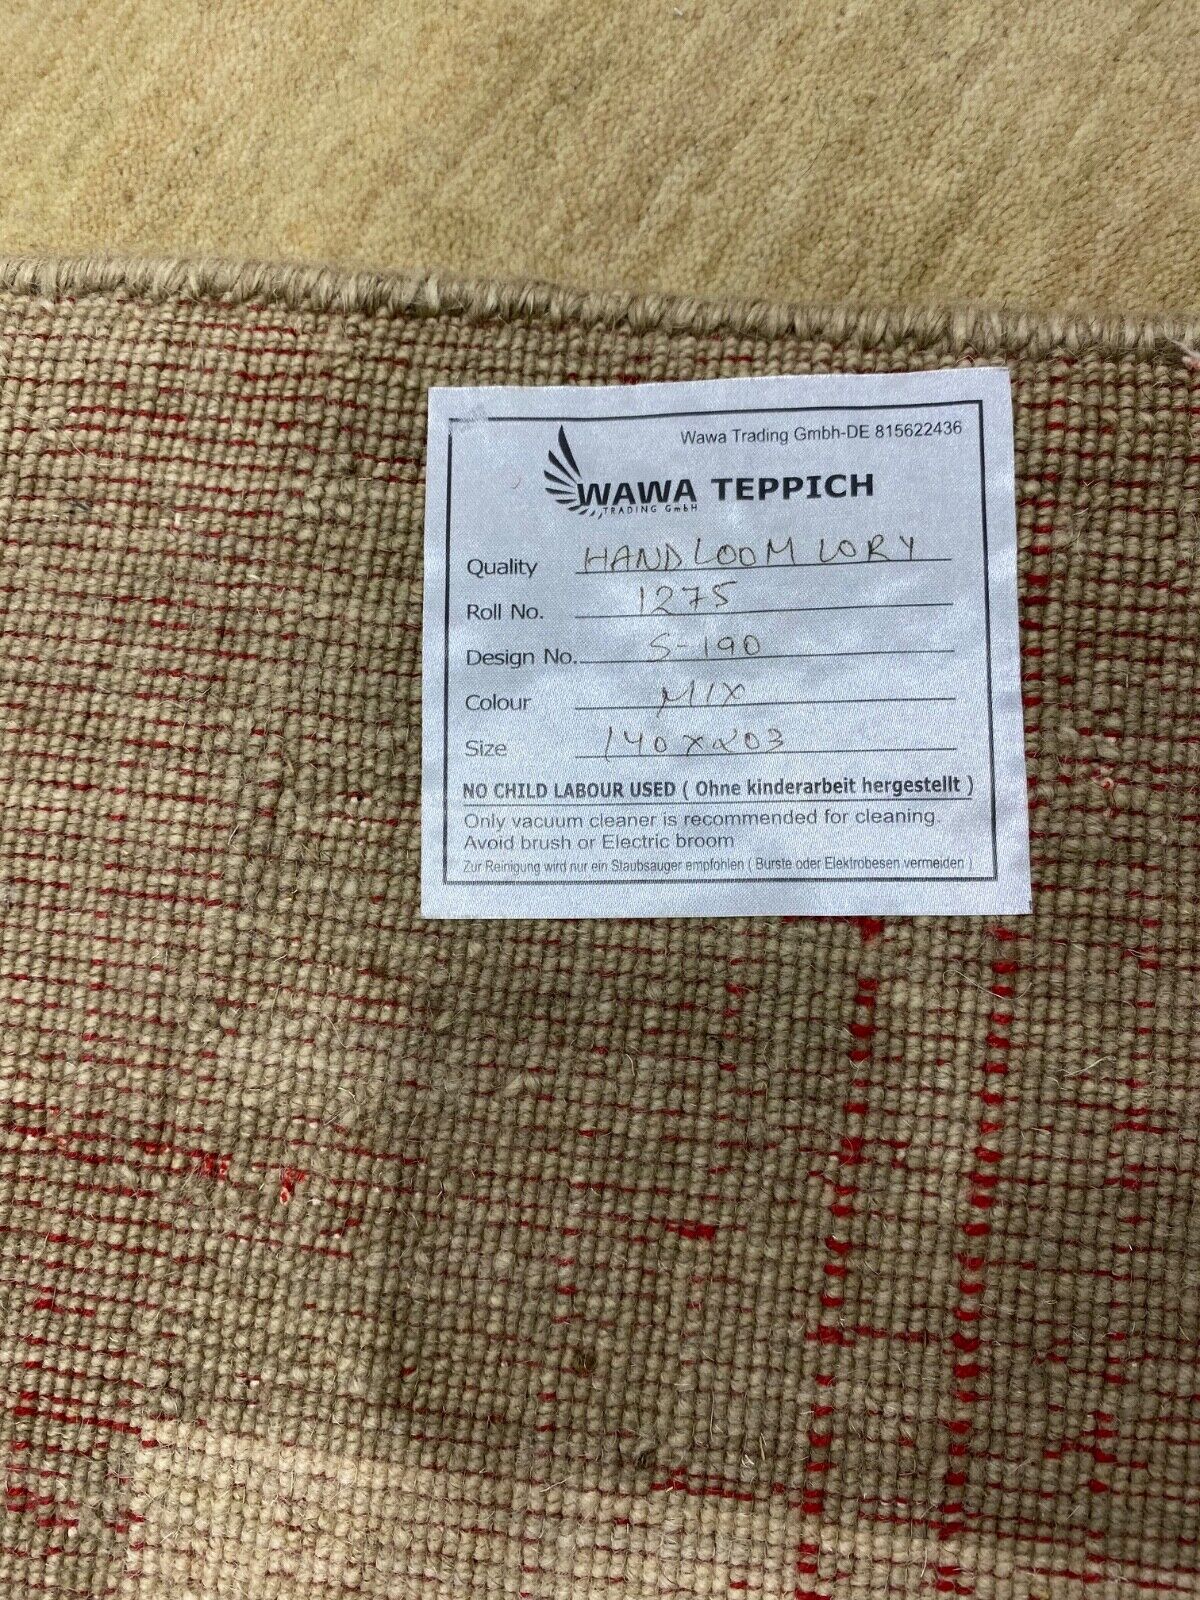 Wawa Trading Gmbh-DE 815622436
WAWA TEPPICH
TRADING GmbH
Quality HANDLOOM LORY
Roll No. 1275
Design No. S-190
Colour MIX
Size 140x203
NO CHILD LABOUR USED ( Ohne kinderarbeit hergestellt )
Only vacuum cleaner is recommended for cleaning.
Avoid brush or Electric broom
Zur Reinigung wird nur ein Staubsauger empfohlen ( Burste oder Elektrobesen vermeiden )